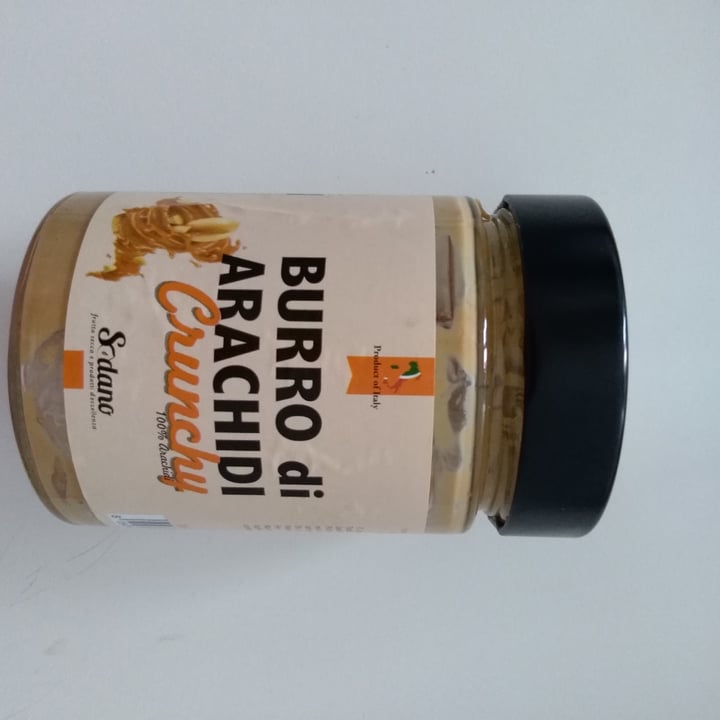 Product of Italy
BURRO di
ARACHIDI
Crunchy
100% arachidi
Sodano
frutta secca e prodotti d'eccellenza